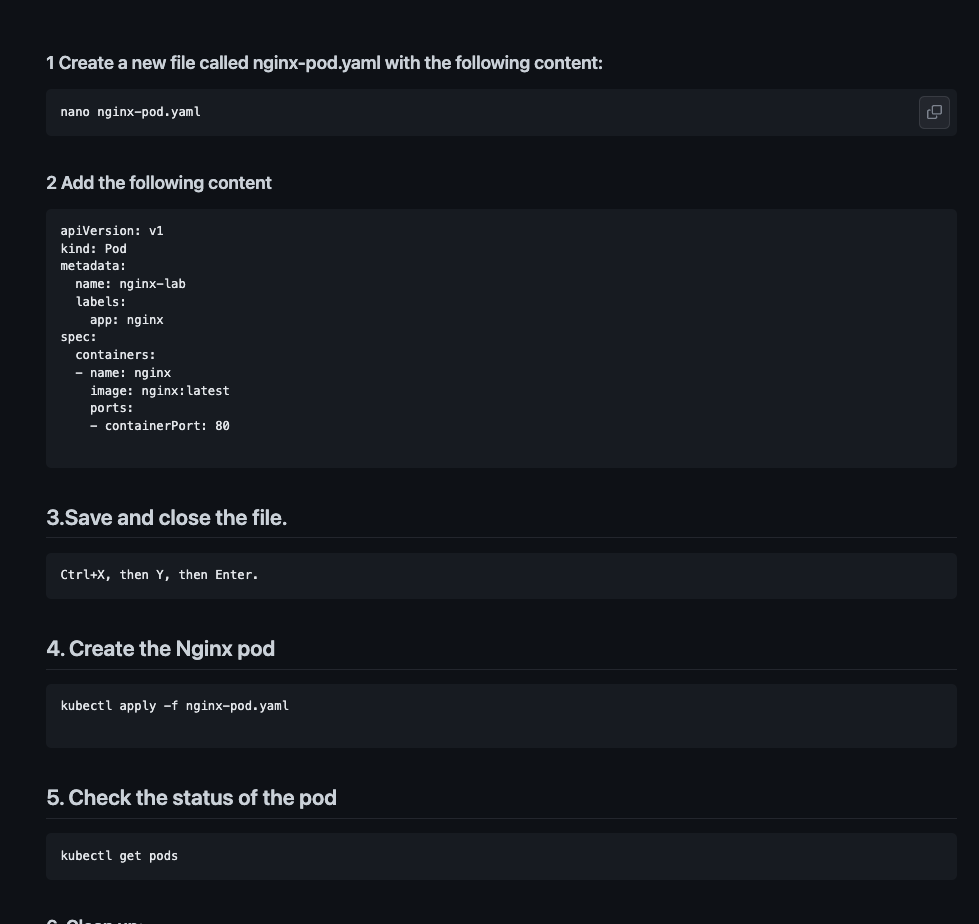 1 Create a new file called nginx-pod.yaml with the following content:
nano nginx-pod.yaml
2 Add the following content
apiVersion: v1
kind: Pod
metadata:
  name: nginx-lab
  labels:
    app: nginx
spec:
  containers:
  - name: nginx
    image: nginx:latest
    ports:
    - containerPort: 80
3.Save and close the file.
Ctrl+X, then Y, then Enter.
4. Create the Nginx pod
kubectl apply -f nginx-pod.yaml
5. Check the status of the pod
kubectl get pods